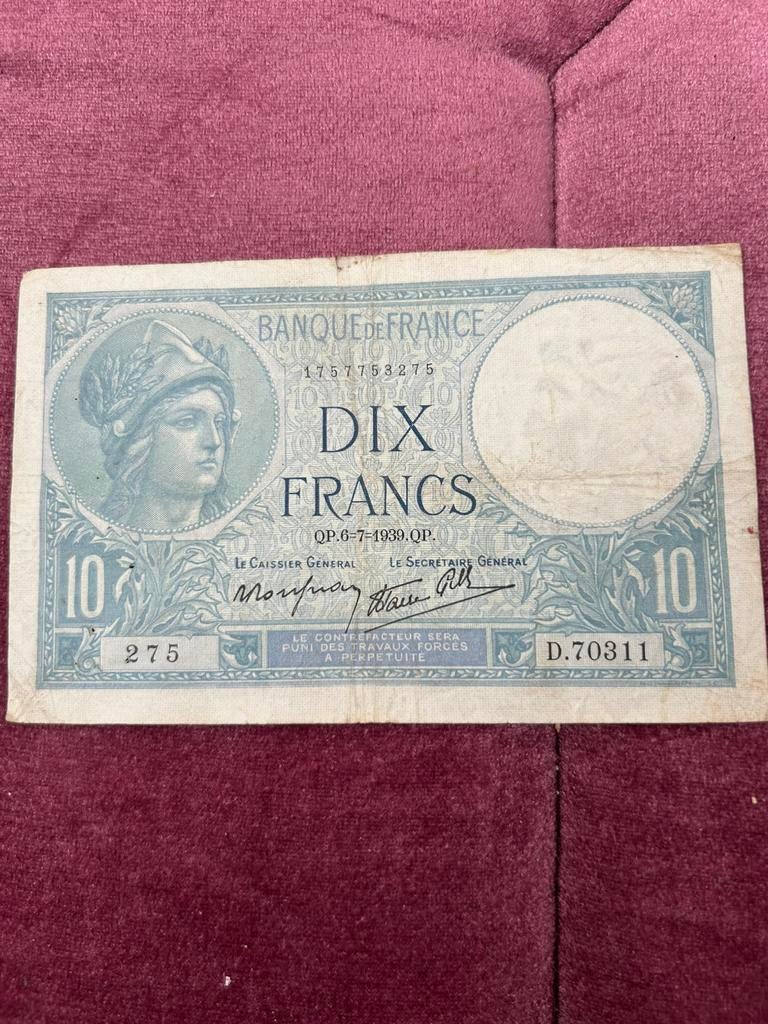 BANQUE DE FRANCE
1757753275
DIX
FRANCS
QP.6=7=1939.QP.
LE CAISSIER GÉNÉRAL LE SECRÉTAIRE GÉNÉRAL
10 10
275 D.70311
LE CONTREFACTEUR SERA
PUNI DES TRAVAUX FORCÉS
A PERPÉTUITÉ